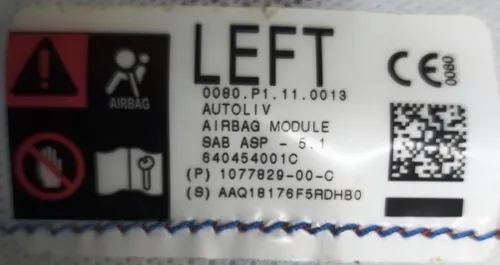 LEFT
0080.P1.11.0013
AUTOLIV
AIRBAG MODULE
SAB ASP - 5.1
640454001C
(P) 1077829-00-C
(S) AAQ18176F5RDHB0
AIRBAG
CE 0080